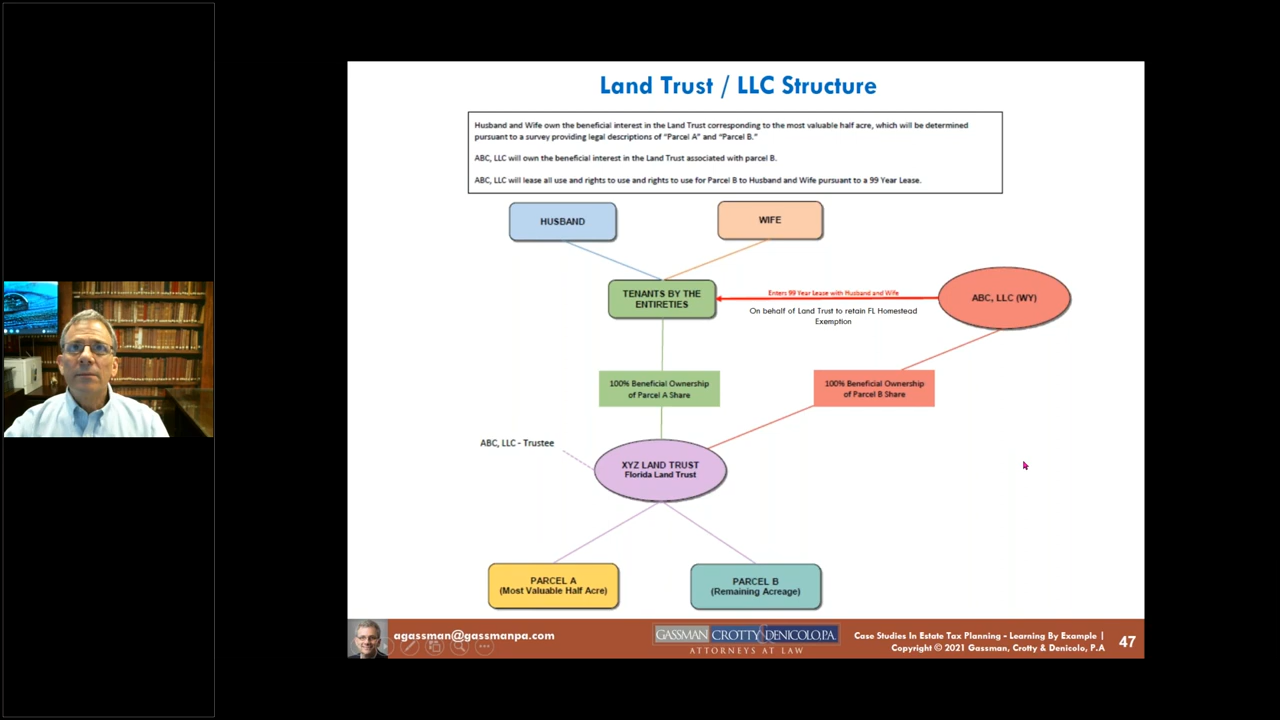 Land Trust / LLC Structure
Husband and Wife own the beneficial interest in the Land Trust corresponding to the most valuable half acre, which will be determined
pursuant to a survey providing legal descriptions of “Parcel A” and “Parcel B.”
ABC, LLC will own the beneficial interest in the Land Trust associated with parcel B.
ABC, LLC will lease all use and rights to use and rights to use for Parcel B to Husband and Wife pursuant to a 99 Year Lease.
HUSBAND
WIFE
TENANTS BY THE
ENTIRETIES
Enters 99 Year Lease with Husband and Wife
On behalf of Land Trust to retain FL Homestead
Exemption
ABC, LLC (WY)
100% Beneficial Ownership
of Parcel A Share
100% Beneficial Ownership
of Parcel B Share
ABC, LLC - Trustee
XYZ LAND TRUST
Florida Land Trust
PARCEL A
(Most Valuable Half Acre)
PARCEL B
(Remaining Acreage)
agassman@gassmanpa.com
GASSMAN CROTTY & DENICOLO, P.A.
ATTORNEYS AT LAW
Case Studies In Estate Tax Planning - Learning By Example |
Copyright © 2021 Gassman, Crotty & Denicolo, P.A
47